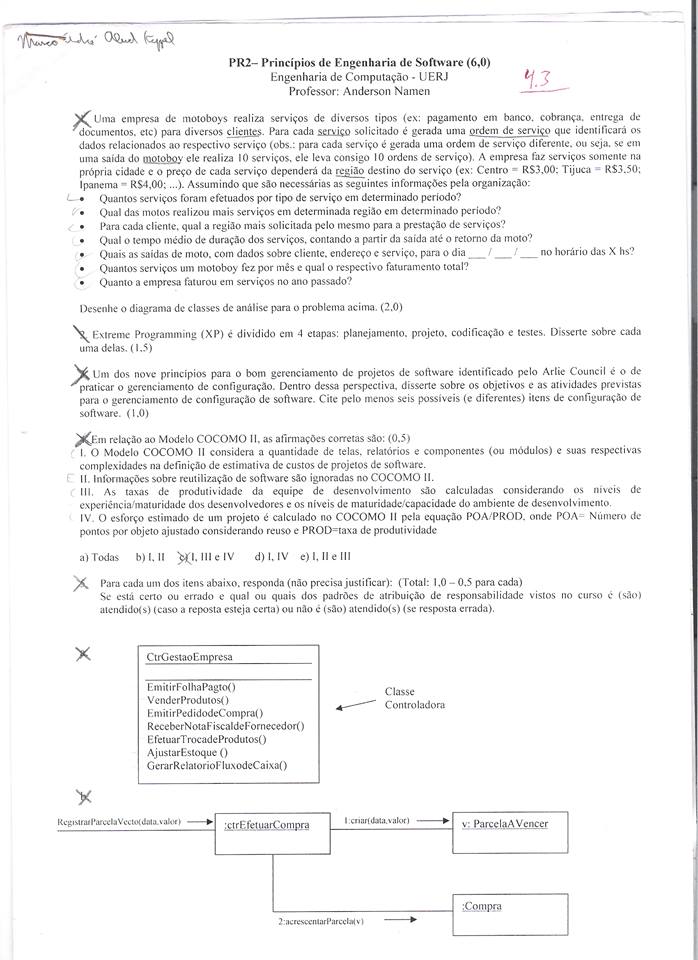 Marco
PR2– Princípios de Engenharia de Software (6,0)
Engenharia de Computação - UERJ
Professor: Anderson Namen
4.3
Uma empresa de motoboys realiza serviços de diversos tipos (ex: pagamento em banco, cobrança, entrega de
documentos, etc) para diversos clientes. Para cada serviço solicitado é gerada uma ordem de serviço que identificará os
dados relacionados ao respectivo serviço (obs.: para cada serviço é gerada uma ordem de serviço diferente, ou seja, se em
uma saída do motoboy ele realiza 10 serviços, ele leva consigo 10 ordens de serviço). A empresa faz serviços somente na
própria cidade e o preço de cada serviço dependerá da região destino do serviço (ex: Centro = R$3,00; Tijuca = R$3,50;
Ipanema = R$4,00; ...). Assumindo que são necessárias as seguintes informações pela organização:
• Quantos serviços foram efetuados por tipo de serviço em determinado período?
• Qual das motos realizou mais serviços em determinada região em determinado período?
• Para cada cliente, qual a região mais solicitada pelo mesmo para a prestação de serviços?
• Qual o tempo médio de duração dos serviços, contando a partir da saída até o retorno da moto?
• Quais as saídas de moto, com dados sobre cliente, endereço e serviço, para o dia ___ / ___ / ___ no horário das X hs?
• Quantos serviços um motoboy fez por mês e qual o respectivo faturamento total?
• Quanto a empresa faturou em serviços no ano passado?
Desenhe o diagrama de classes de análise para o problema acima. (2,0)
2. Extreme Programming (XP) é dividido em 4 etapas: planejamento, projeto, codificação e testes. Disserte sobre cada
uma delas. (1,5)
Um dos nove princípios para o bom gerenciamento de projetos de software identificado pelo Arlie Council é o de
praticar o gerenciamento de configuração. Dentro dessa perspectiva, disserte sobre os objetivos e as atividades previstas
para o gerenciamento de configuração de software. Cite pelo menos seis possíveis (e diferentes) itens de configuração de
software. (1,0)
Em relação ao Modelo COCOMO II, as afirmações corretas são: (0,5)
C I. O Modelo COCOMO II considera a quantidade de telas, relatórios e componentes (ou módulos) e suas respectivas
complexidades na definição de estimativa de custos de projetos de software.
E II. Informações sobre reutilização de software são ignoradas no COCOMO II.
C III. As taxas de produtividade da equipe de desenvolvimento são calculadas considerando os níveis de
experiência/maturidade dos desenvolvedores e os níveis de maturidade/capacidade do ambiente de desenvolvimento.
IV. O esforço estimado de um projeto é calculado no COCOMO II pela equação POA/PROD, onde POA= Número de
pontos por objeto ajustado considerando reuso e PROD=taxa de produtividade
a) Todas b) I, II c) I, III e IV d) I, IV e) I, II e III
Para cada um dos itens abaixo, responda (não precisa justificar): (Total: 1,0 – 0,5 para cada)
Se está certo ou errado e qual ou quais dos padrões de atribuição de responsabilidade vistos no curso é (são)
atendido(s) (caso a reposta esteja certa) ou não é (são) atendido(s) (se resposta errada).
a
CtrGestaoEmpresa
EmitirFolhaPagto()
VenderProdutos()
EmitirPedidodeCompra()
ReceberNotaFiscaldeFornecedor()
EfetuarTrocadeProdutos()
AjustarEstoque ()
GerarRelatorioFluxodeCaixa()
Classe
Controladora
b
RegistrarParcelaVecto(data,valor)
:ctrEfetuarCompra
1:criar(data,valor)
v: ParcelaAVencer
:Compra
2:acrescentarParcela(v)